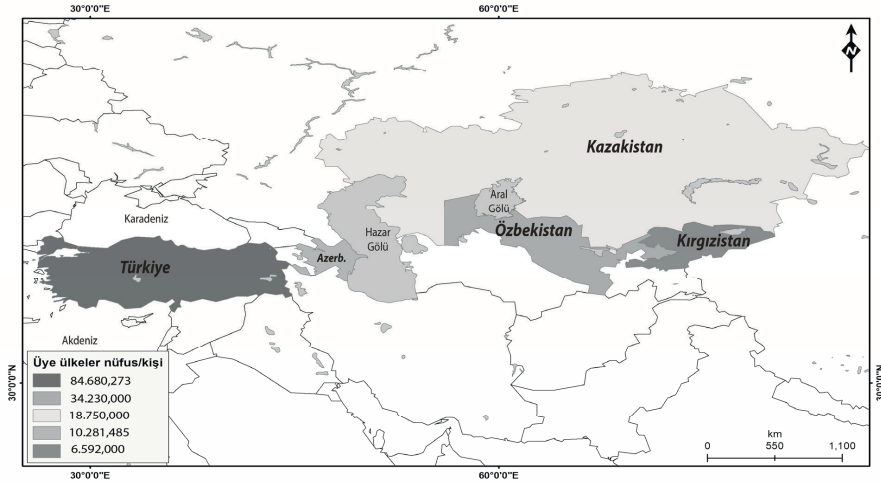 30°0'0"E
60°0'0"E
N
Kazakistan
Aral
Gölü
Karadeniz
Hazar
Gölü
Özbekistan
Kırgızistan
Azerb.
Türkiye
Akdeniz
Üye ülkeler nüfus/kişi
84.680,273
34.230,000
18.750,000
10.281,485
6.592,000
30°0'0"N
30°0'0"N
km
0 550 1,100
30°0'0"E
60°0'0"E